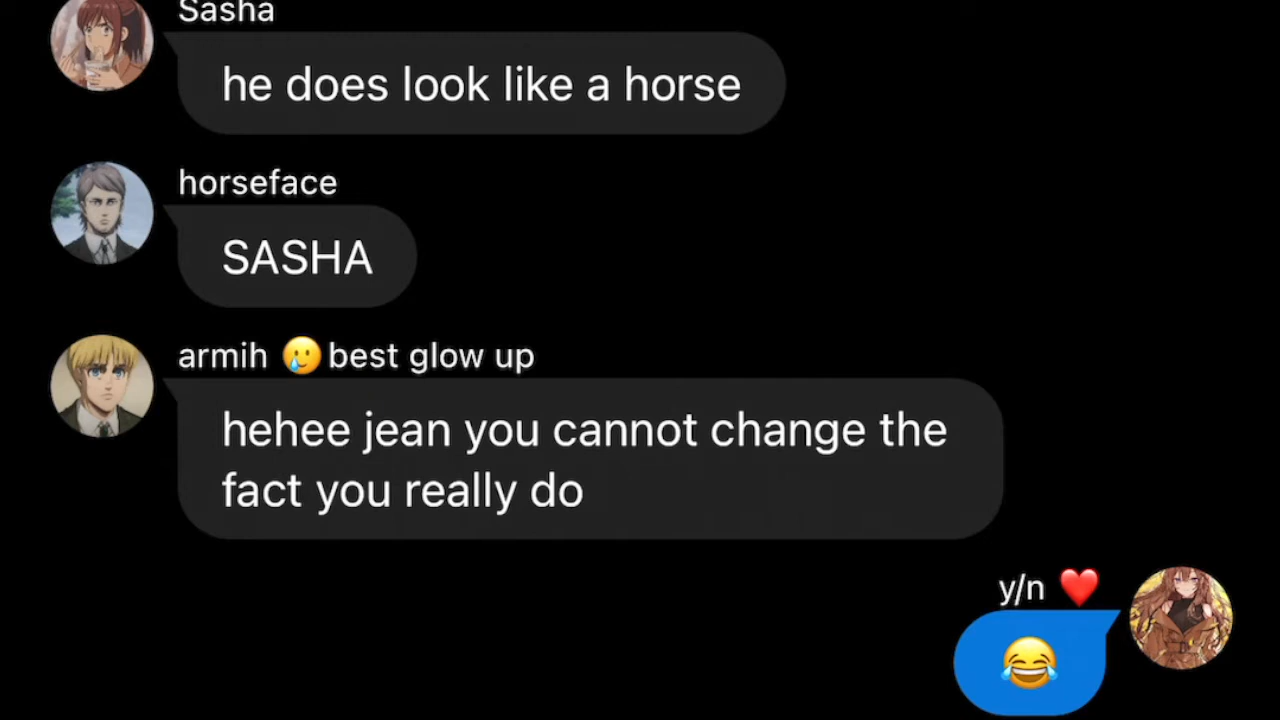 Sasha
he does look like a horse
horseface
SASHA
armih 🥲best glow up
hehee jean you cannot change the
fact you really do
y/n ❤️
😂